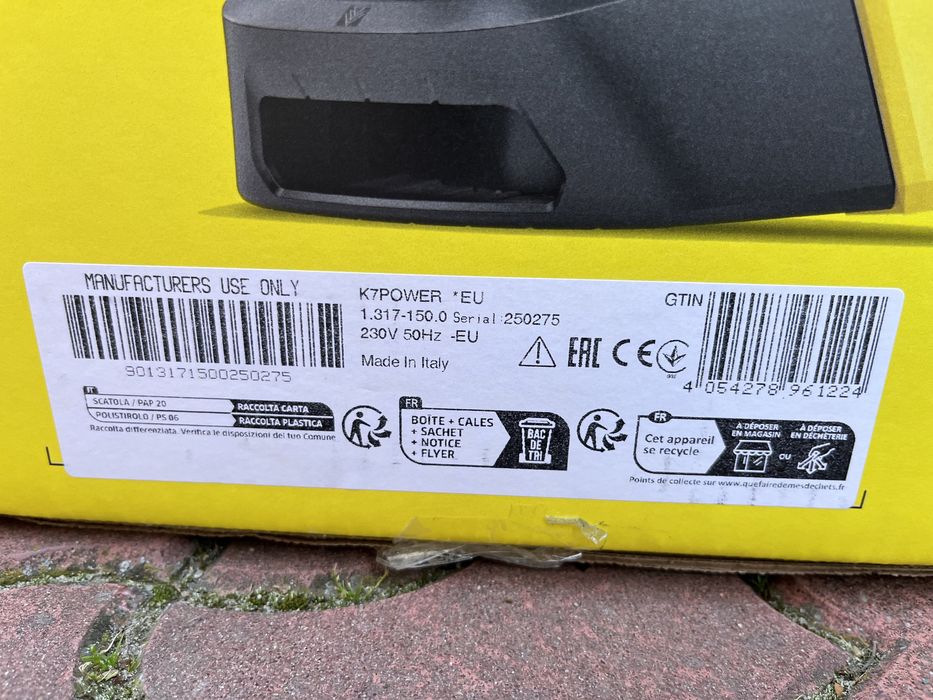 MANUFACTURERS USE ONLY
9013171500250275
K7POWER *EU
1.317-150.0 Serial:250275
230V 50Hz -EU
Made in Italy
EAC CE
GTIN
4 054278 961224
IT
SCATOLA / PAP 20 RACCOLTA CARTA
POLISTIROLO / PS 06 RACCOLTA PLASTICA
Raccolta differenziata. Verifica le disposizioni del tuo Comune
FR
BOÎTE + CALES
+ SACHET
+ NOTICE
+ FLYER
BAC
DE
TRI
FR
Cet appareil
se recycle
À DÉPOSER
EN MAGASIN
OU
À DÉPOSER
EN DÉCHÈTERIE
Points de collecte sur www.quefairedemesdechets.fr